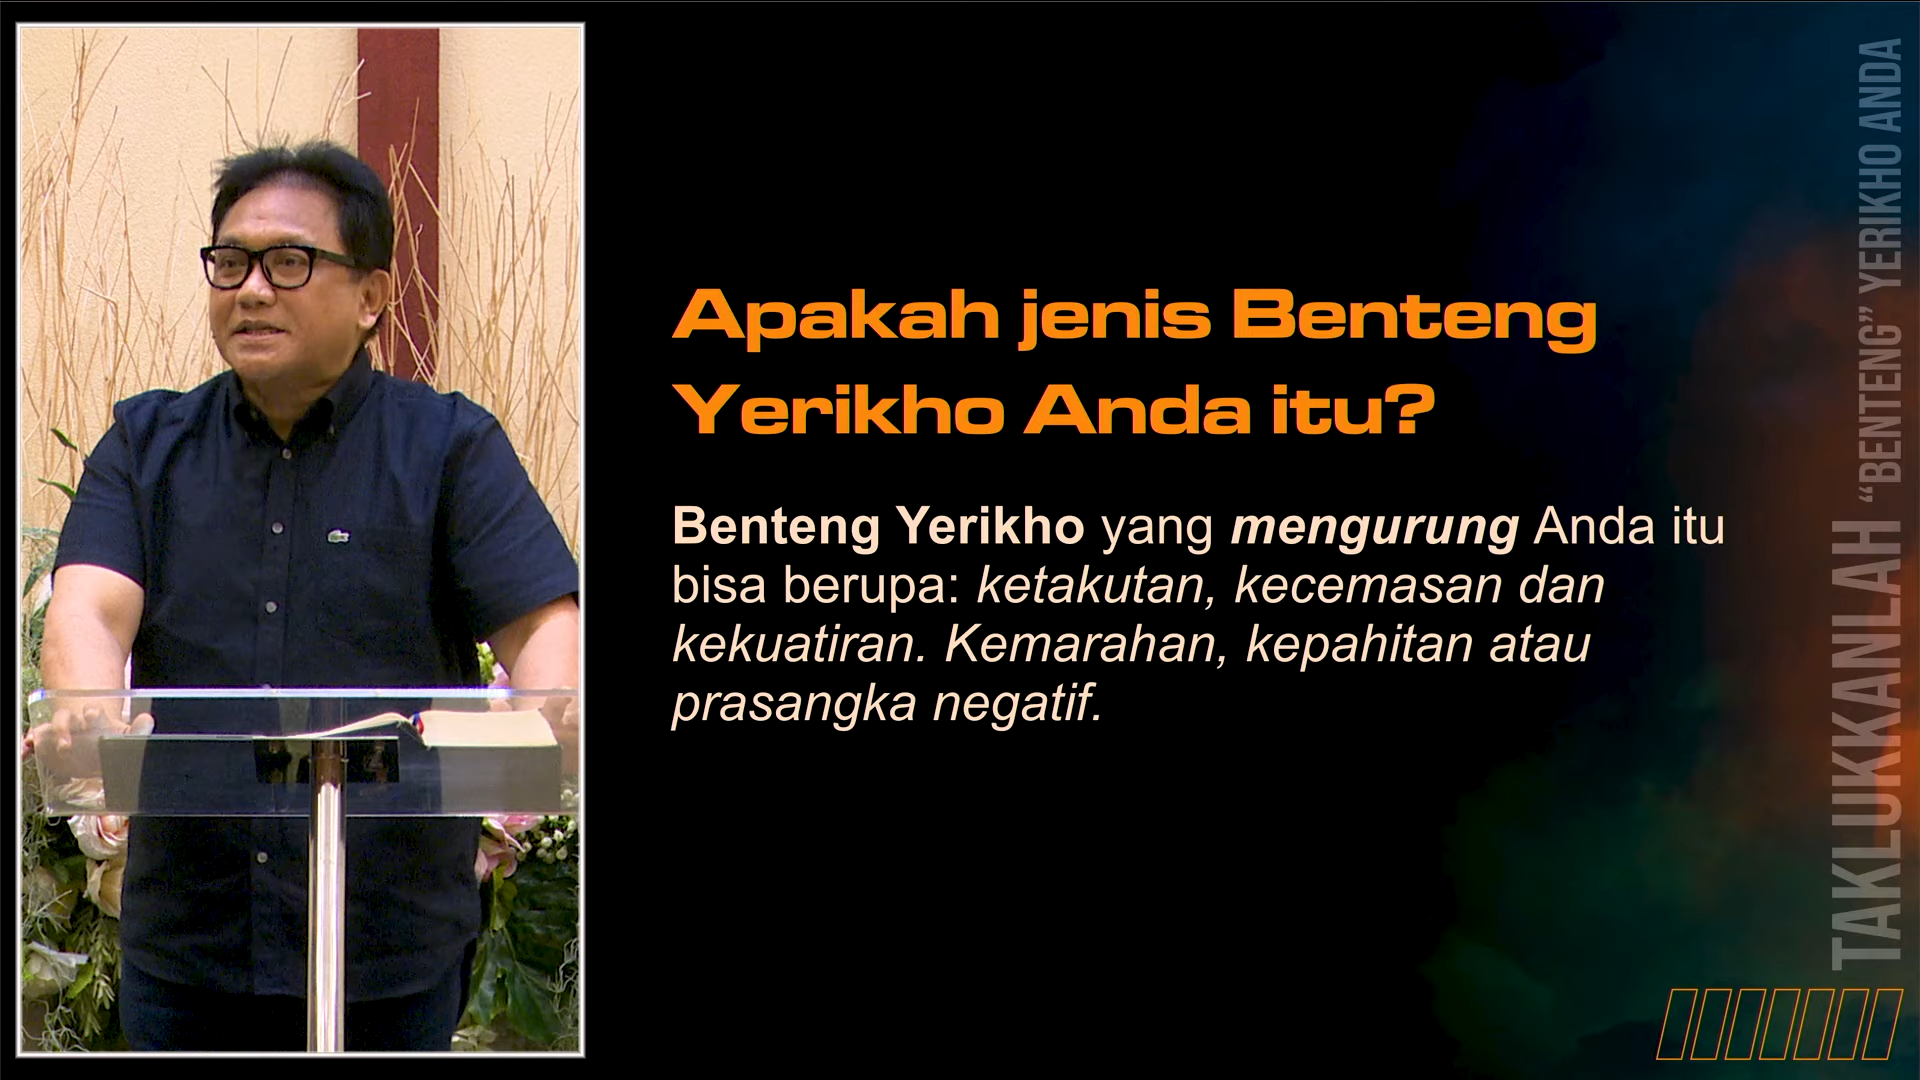 Apakah jenis Benteng
Yerikho Anda itu?
Benteng Yerikho yang mengurung Anda itu
bisa berupa: ketakutan, kecemasan dan
kekuatiran. Kemarahan, kepahitan atau
prasangka negatif.
TAKLUKKANLAH “BENTENG” YERIKHO ANDA